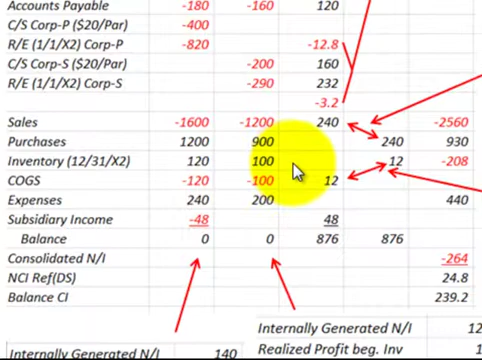 Accounts Payable -180 -160 120
C/S Corp-P ($20/Par) -400
R/E (1/1/X2) Corp-P -820 -12.8
C/S Corp-S ($20/Par) -200 160
R/E (1/1/X2) Corp-S -290 232
-3.2
Sales -1600 -1200 240 -2560
Purchases 1200 900 240 930
Inventory (12/31/X2) 120 100 12 -208
COGS -120 -100 12
Expenses 240 200 440
Subsidiary Income -48 48
Balance 0 0 876 876
Consolidated N/I -264
NCI Ref(DS) 24.8
Balance CI 239.2
Internally Generated N/I 12
Realized Profit beg. Inv 1
Internally Generated N/I 140